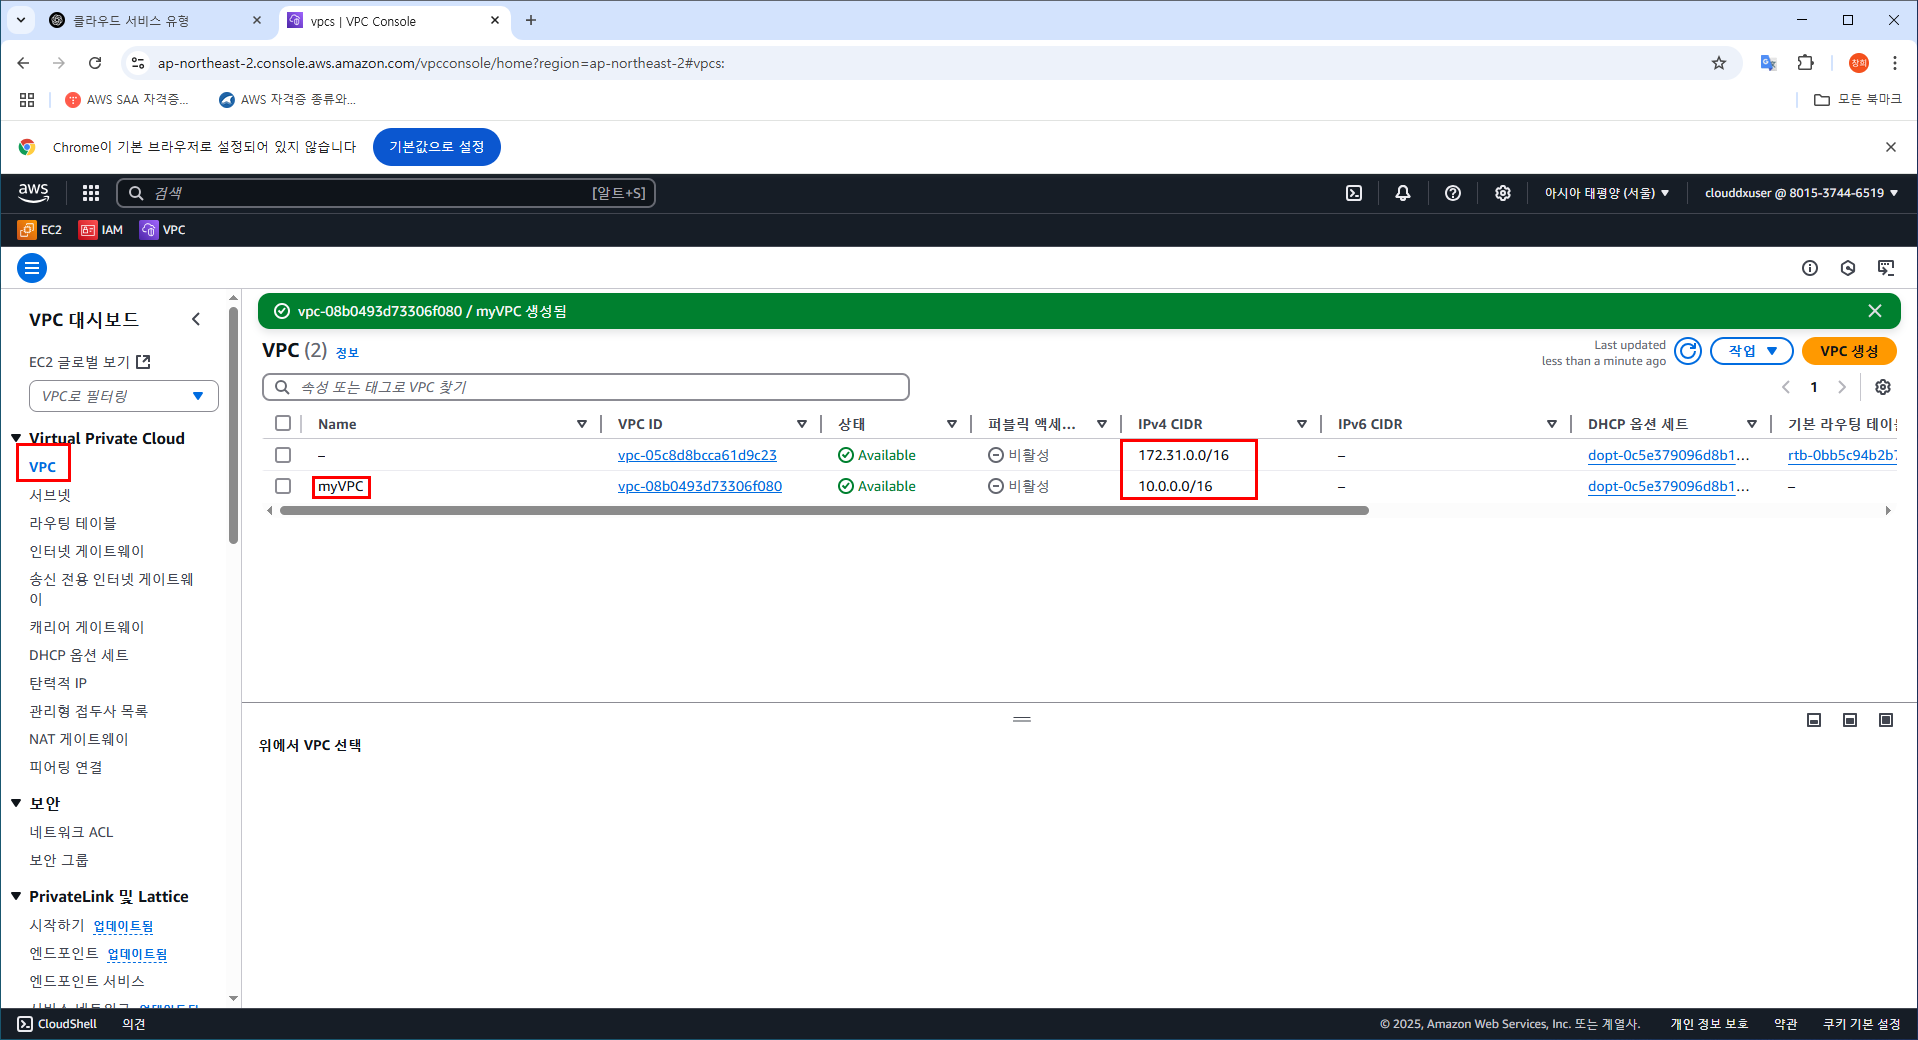 클라우드 서비스 유형
vpcs | VPC Console
ap-northeast-2.console.aws.amazon.com/vpcconsole/home?region=ap-northeast-2#vpcs:
창희
AWS SAA 자격증...
AWS 자격증 종류와...
모든 북마크
Chrome이 기본 브라우저로 설정되어 있지 않습니다
기본값으로 설정
aws
검색
[알트+S]
아시아 태평양 (서울)
clouddxuser @ 8015-3744-6519
EC2
IAM
VPC
VPC 대시보드
EC2 글로벌 보기
VPC로 필터링
Virtual Private Cloud
VPC
서브넷
라우팅 테이블
인터넷 게이트웨이
송신 전용 인터넷 게이트웨
이
캐리어 게이트웨이
DHCP 옵션 세트
탄력적 IP
관리형 접두사 목록
NAT 게이트웨이
피어링 연결
보안
네트워크 ACL
보안 그룹
PrivateLink 및 Lattice
시작하기 업데이트됨
엔드포인트 업데이트됨
엔드포인트 서비스
vpc-08b0493d73306f080 / myVPC 생성됨
VPC (2) 정보
Last updated
less than a minute ago
작업
VPC 생성
속성 또는 태그로 VPC 찾기
1
Name VPC ID 상태 퍼블릭 액세... IPv4 CIDR IPv6 CIDR DHCP 옵션 세트 기본 라우팅 테이블
– vpc-05c8d8bcca61d9c23 Available 비활성 172.31.0.0/16 – dopt-0c5e379096d8b1... rtb-0bb5c94b2b7
myVPC vpc-08b0493d73306f080 Available 비활성 10.0.0.0/16 – dopt-0c5e379096d8b1... –
위에서 VPC 선택
CloudShell
의견
© 2025, Amazon Web Services, Inc. 또는 계열사.
개인 정보 보호
약관
쿠키 기본 설정